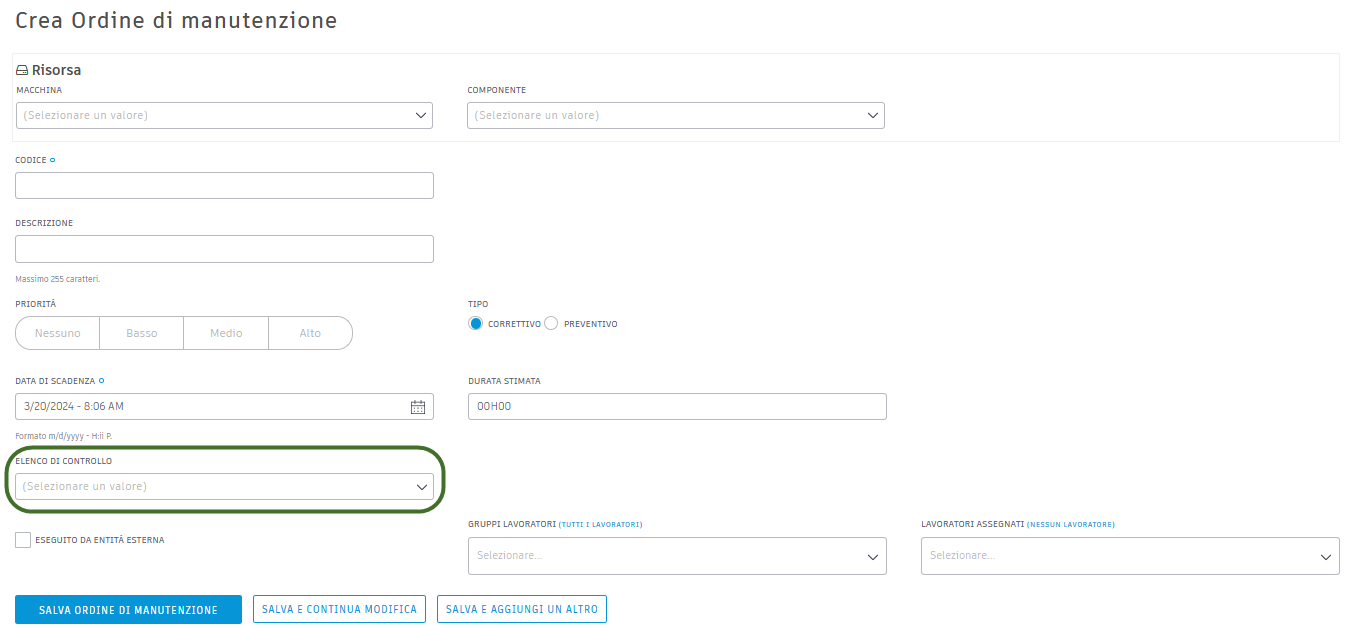 Crea Ordine di manutenzione
Risorsa
MACCHINA
COMPONENTE
(Selezionare un valore)
(Selezionare un valore)
CODICE
DESCRIZIONE
Massimo 255 caratteri.
PRIORITÀ
TIPO
Nessuno Basso Medio Alto
CORRETTIVO PREVENTIVO
DATA DI SCADENZA
DURATA STIMATA
3/20/2024 - 8:06 AM
00H00
Formato m/d/yyyy - H:ii P.
ELENCO DI CONTROLLO
(Selezionare un valore)
GRUPPI LAVORATORI (TUTTI I LAVORATORI)
LAVORATORI ASSEGNATI (NESSUN LAVORATORE)
ESEGUITO DA ENTITÀ ESTERNA
Selezionare...
Selezionare...
SALVA ORDINE DI MANUTENZIONE
SALVA E CONTINUA MODIFICA
SALVA E AGGIUNGI UN ALTRO